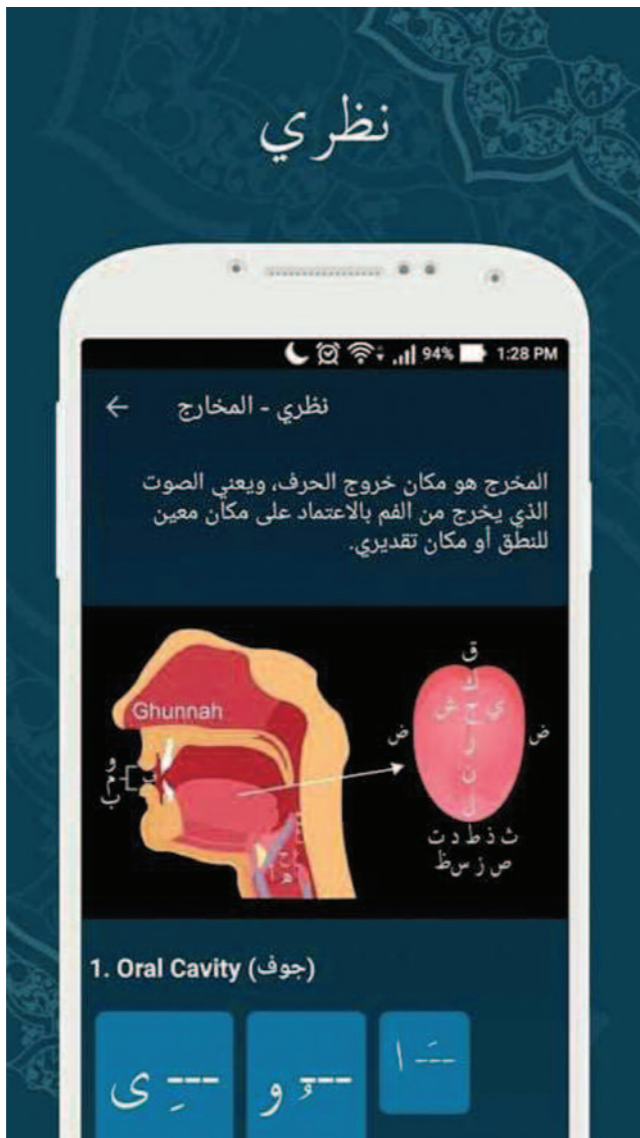 نظري
94% 1:28 PM
نظري - المخارج
المخرج هو مكان خروج الحرف، ويعني الصوت
الذي يخرج من الفم بالاعتماد على مكان معين
للنطق أو مكان تقديري.
Ghunnah
و
م
ب
ق
ض
ش
ج
ي
ض
ث ذ ط د ت
ص ز س ظ
1. Oral Cavity (جوف)
ـَ ا
ـُ و
ـِ ى